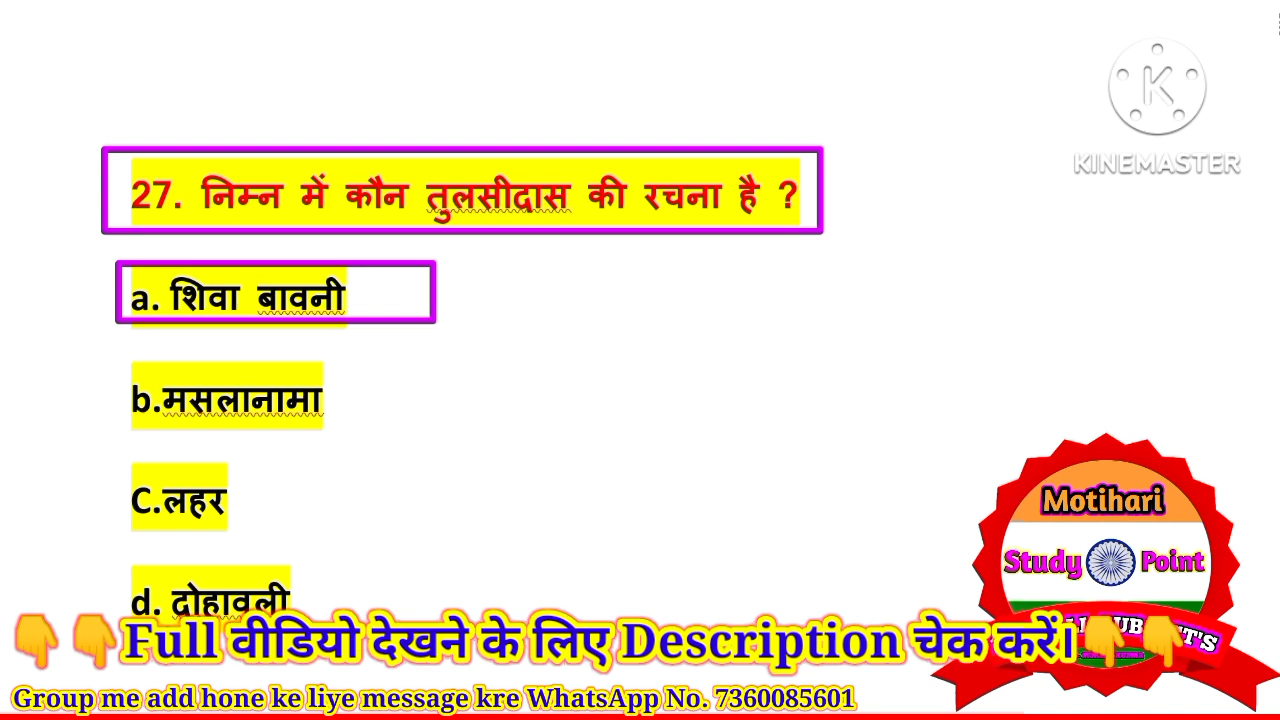 KINEMASTER
27. निम्न में कौन तुलसीदास की रचना है ?
a. शिवा बावनी
b.मसलानामा
C.लहर
d. दोहावली
Motihari
Study Point
Full वीडियो देखने के लिए Description चेक करें।
Group me add hone ke liye message kre WhatsApp No. 7360085601